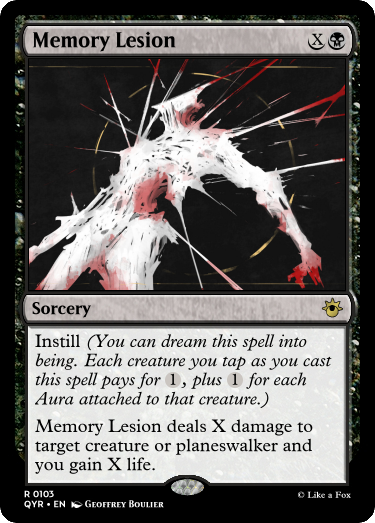 Memory Lesion X
Sorcery
Instill (You can dream this spell into
being. Each creature you tap as you cast
this spell pays for 1, plus 1 for each
Aura attached to that creature.)
Memory Lesion deals X damage to
target creature or planeswalker and
you gain X life.
R 0103
QYR • EN Geoffrey Boulier
© Like a Fox